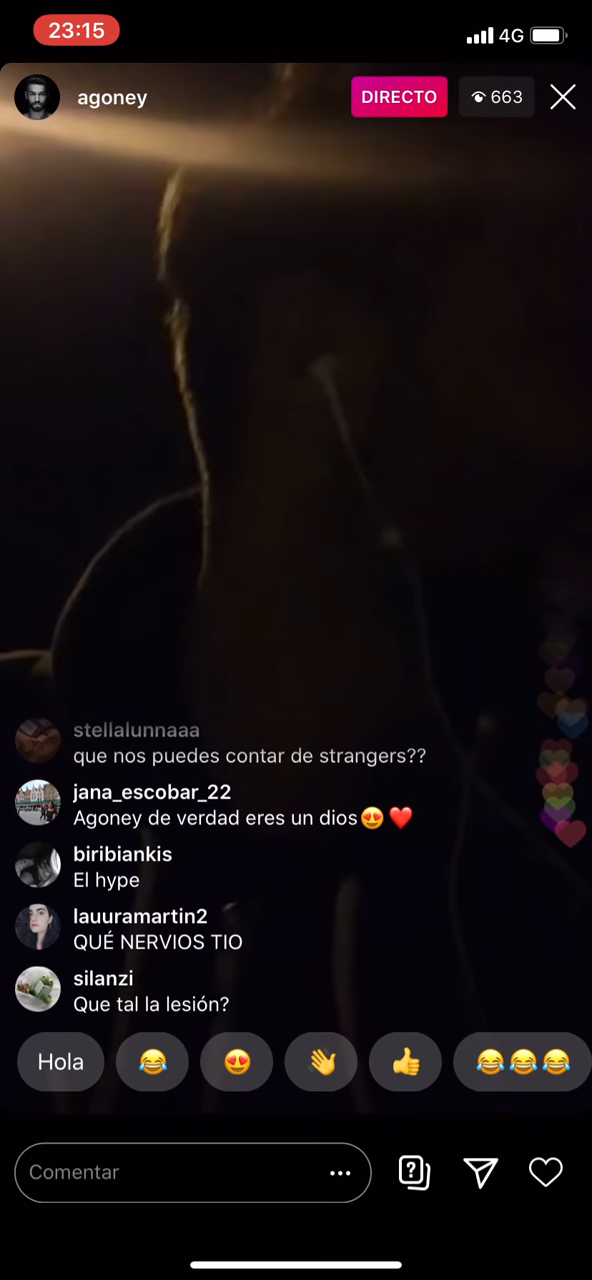 23:15
4G
agoney
DIRECTO
663
stellalunnaaa
que nos puedes contar de strangers??
jana_escobar_22
Agoney de verdad eres un dios😍❤️
biribiankis
El hype
lauuramartin2
QUÉ NERVIOS TIO
silanzi
Que tal la lesión?
Hola 😂 😍 👋 👍 😂😂😂
Comentar